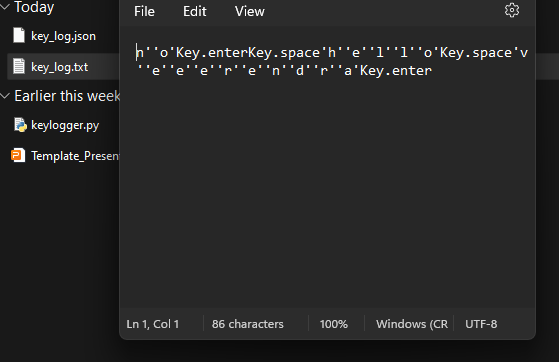 Today
key_log.json
key_log.txt
Earlier this week
keylogger.py
Template_Present
File Edit View
n''o'Key.enterKey.space'h''e''l''l''o'Key.space'v
''e''e''e''r''e''n''d''r''a'Key.enter
Ln 1, Col 1 86 characters 100% Windows (CR UTF-8